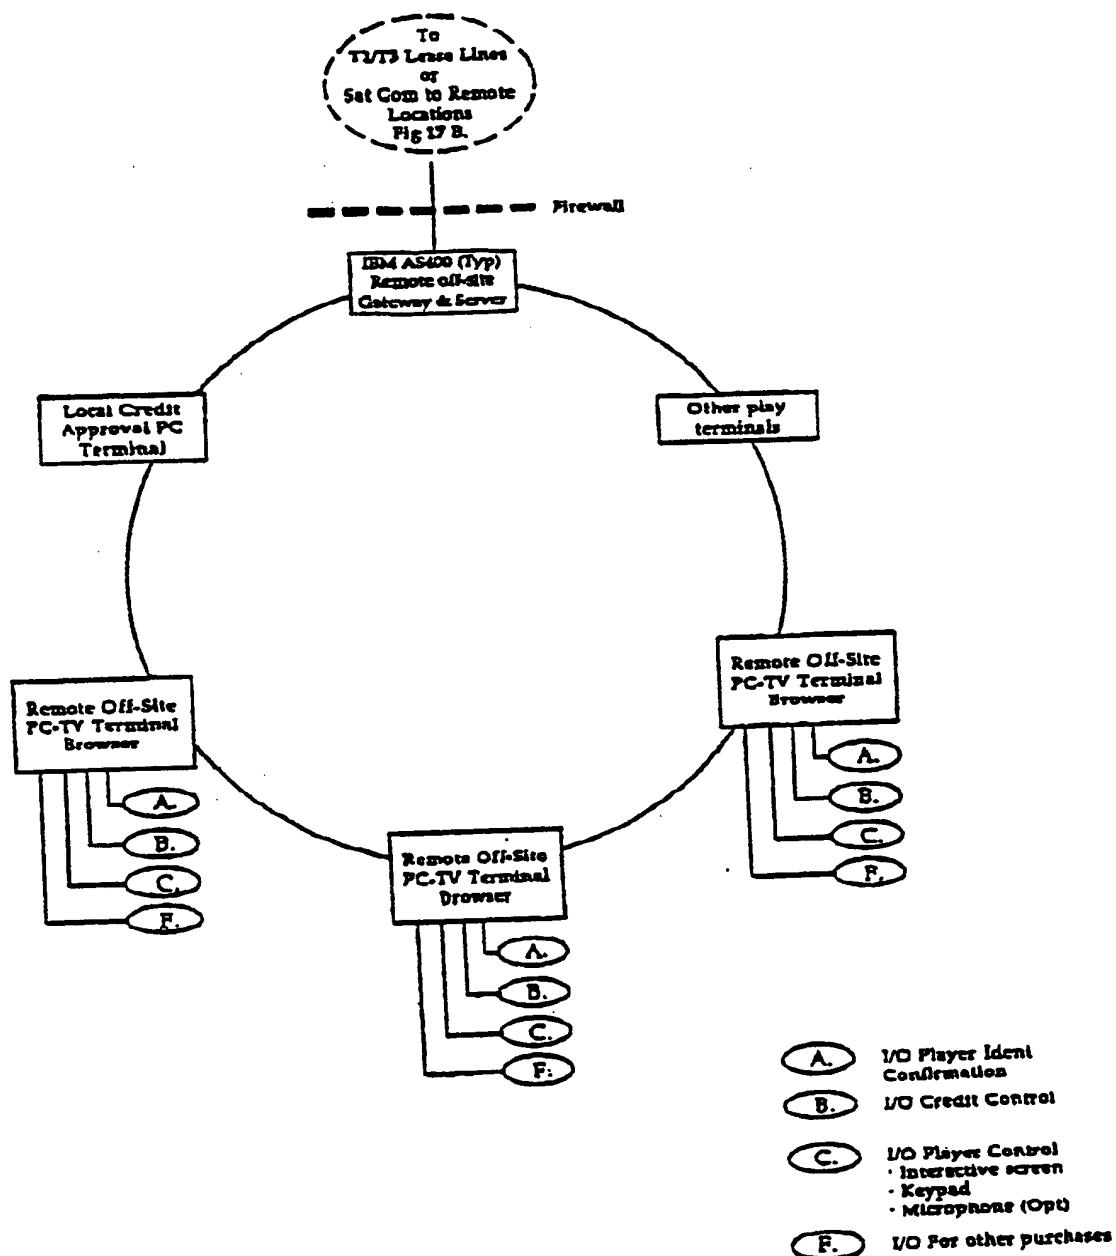 To
T1/T3 Lease Lines
or
Sat Com to Remote
Locations
Fig 17 B.
Firewall
IBM AS400 (Typ)
Remote off-site
Gateway & Server
Local Credit
Approval PC
Terminal
Other play
terminals
Remote Off-Site
PC-TV Terminal
Browser
A.
B.
C.
F.
Remote Off-Site
PC-TV Terminal
Browser
A.
B.
C.
F.
Remote Off-Site
PC-TV Terminal
Browser
A.
B.
C.
F.
A. I/O Player Ident
Confirmation
B. I/O Credit Control
C. I/O Player Control
· Interactive screen
· Keypad
· Microphone (Opt)
F. I/O For other purchases